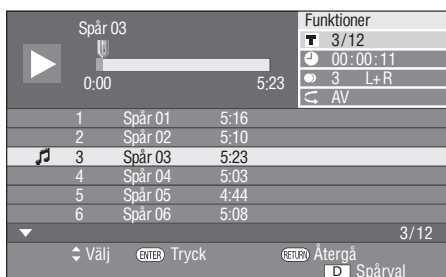 Spår 03
0:00 5:23
Funktioner
T 3/12
00:00:11
3 L+R
AV
1 Spår 01 5:16
2 Spår 02 5:10
3 Spår 03 5:23
4 Spår 04 5:03
5 Spår 05 4:44
6 Spår 06 5:08
3/12
Välj ENTER Tryck RETURN Återgå
D Spårval